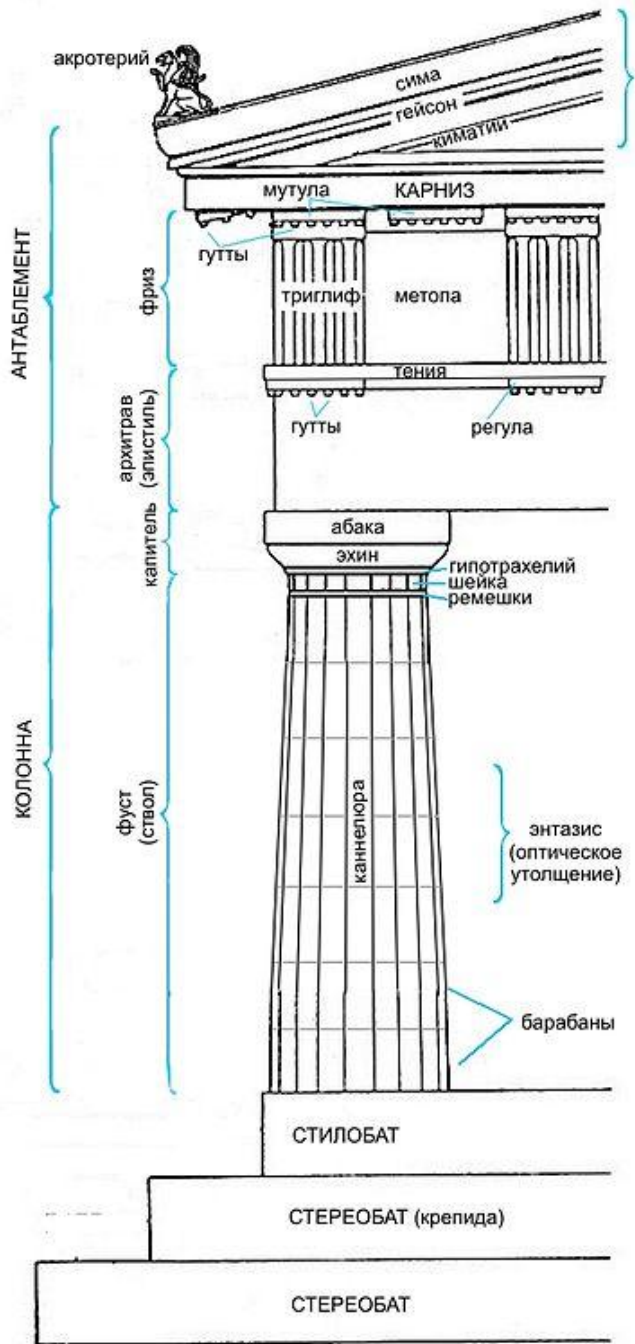 акротерий
сима
гейсон
киматий
мутула
КАРНИЗ
гутты
триглиф
метопа
фриз
АНТАБЛЕМЕНТ
тения
гутты
регула
архитрав
(эпистиль)
абака
капитель
эхин
гипотрахелий
шейка
ремешки
КОЛОННА
фуст
(ствол)
каннелюра
энтазис
(оптическое
утолщение)
барабаны
СТИЛОБАТ
СТЕРЕОБАТ (крепида)
СТЕРЕОБАТ